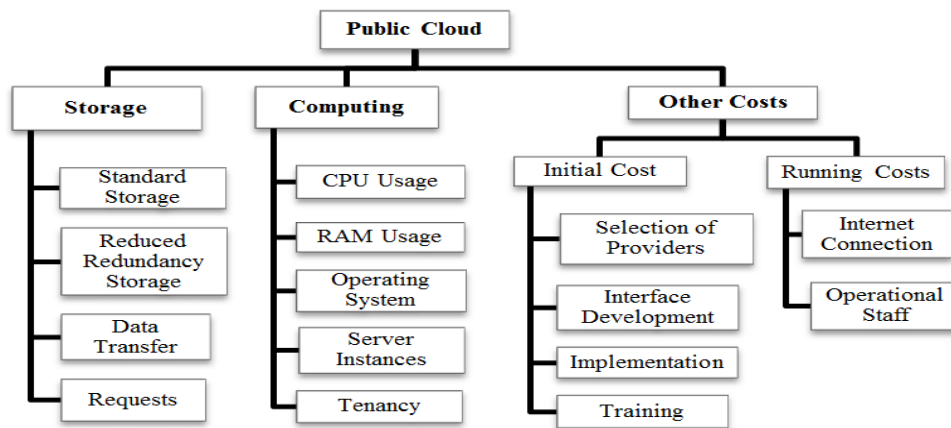 Public Cloud
Storage
Computing
Other Costs
Initial Cost
Running Costs
Standard
Storage
Reduced
Redundancy
Storage
Data
Transfer
Requests
CPU Usage
RAM Usage
Operating
System
Server
Instances
Tenancy
Selection of
Providers
Interface
Development
Implementation
Training
Internet
Connection
Operational
Staff